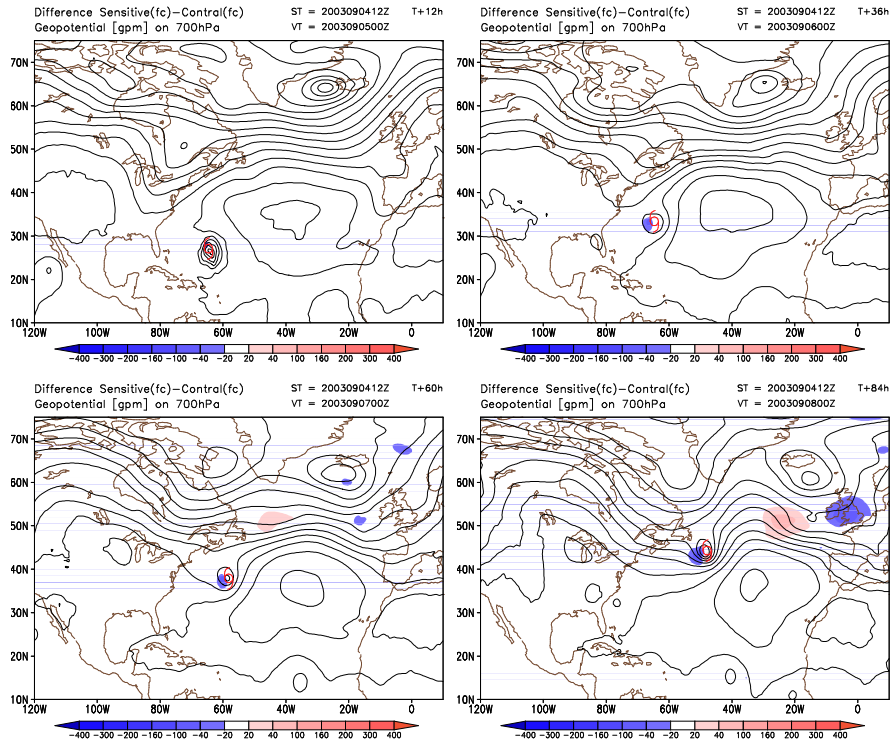 Difference Sensitive(fc)-Contral(fc) ST = 2003090412Z T+12h
Geopotential [gpm] on 700hPa VT = 2003090500Z
70N
60N
50N
40N
30N
20N
10N
120W 100W 80W 60W 40W 20W 0
-400 -300 -200 -160 -100 -40 -20 20 40 100 160 200 300 400
Difference Sensitive(fc)-Contral(fc) ST = 2003090412Z T+36h
Geopotential [gpm] on 700hPa VT = 2003090600Z
70N
60N
50N
40N
30N
20N
10N
120W 100W 80W 60W 40W 20W 0
-400 -300 -200 -160 -100 -40 -20 20 40 100 160 200 300 400
Difference Sensitive(fc)-Contral(fc) ST = 2003090412Z T+60h
Geopotential [gpm] on 700hPa VT = 2003090700Z
70N
60N
50N
40N
30N
20N
10N
120W 100W 80W 60W 40W 20W 0
-400 -300 -200 -160 -100 -40 -20 20 40 100 160 200 300 400
Difference Sensitive(fc)-Contral(fc) ST = 2003090412Z T+84h
Geopotential [gpm] on 700hPa VT = 2003090800Z
70N
60N
50N
40N
30N
20N
10N
120W 100W 80W 60W 40W 20W 0
-400 -300 -200 -160 -100 -40 -20 20 40 100 160 200 300 400